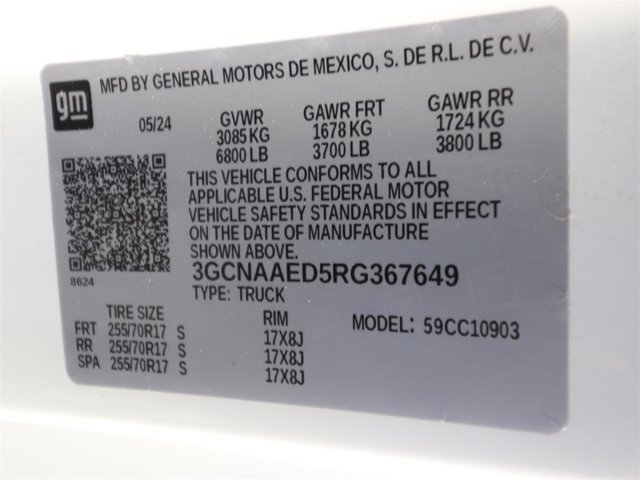 gm
MFD BY GENERAL MOTORS DE MEXICO, S. DE R.L. DE C.V.
05/24
GVWR GAWR FRT GAWR RR
3085 KG 1678 KG 1724 KG
6800 LB 3700 LB 3800 LB
THIS VEHICLE CONFORMS TO ALL
APPLICABLE U.S. FEDERAL MOTOR
VEHICLE SAFETY STANDARDS IN EFFECT
ON THE DATE OF MANUFACTURE
SHOWN ABOVE.
8624
3GCNAAED5RG367649
TYPE: TRUCK
TIRE SIZE RIM
FRT 255/70R17 S 17X8J
RR 255/70R17 S 17X8J
SPA 255/70R17 S 17X8J
MODEL: 59CC10903